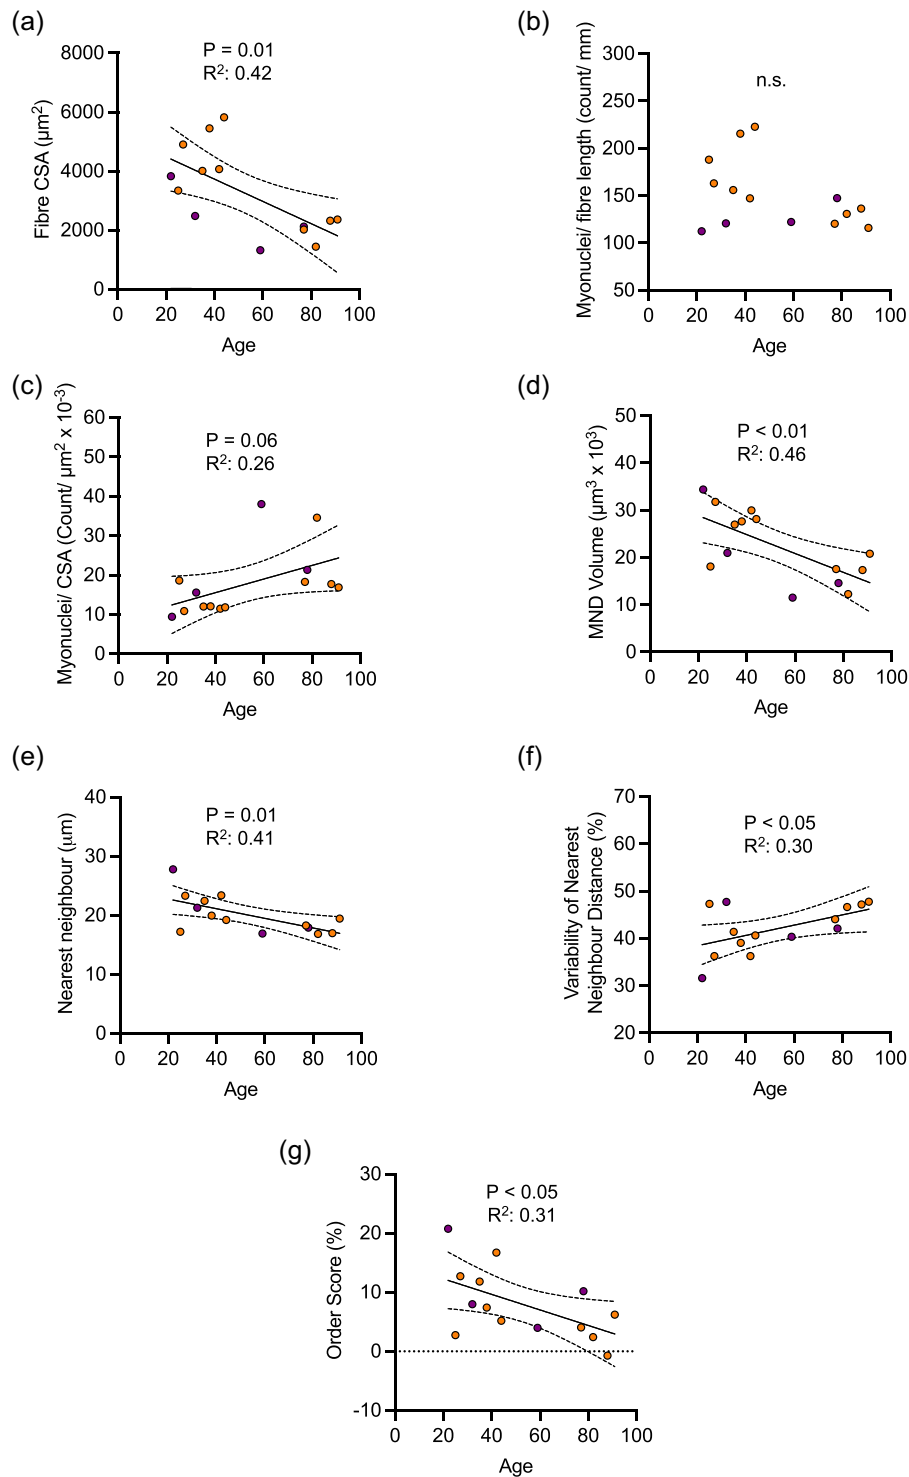 (a)
P = 0.01
R²: 0.42
Fibre CSA (µm²)
8000
6000
4000
2000
0
0 20 40 60 80 100
Age
(b)
n.s.
Myonuclei/ fibre length (count/ mm)
300
250
200
150
100
50
0 20 40 60 80 100
Age
(c)
P = 0.06
R²: 0.26
Myonuclei/ CSA (Count/ µm² x 10⁻³)
60
50
40
30
20
10
0
0 20 40 60 80 100
Age
(d)
P < 0.01
R²: 0.46
MND Volume (µm³ x 10³)
50
40
30
20
10
0
0 20 40 60 80 100
Age
(e)
P = 0.01
R²: 0.41
Nearest neighbour (µm)
40
30
20
10
0
0 20 40 60 80 100
Age
(f)
P < 0.05
R²: 0.30
Variability of Nearest
Neighbour Distance (%)
70
60
50
40
30
20
0 20 40 60 80 100
Age
(g)
P < 0.05
R²: 0.31
Order Score (%)
30
20
10
0
-10
0 20 40 60 80 100
Age